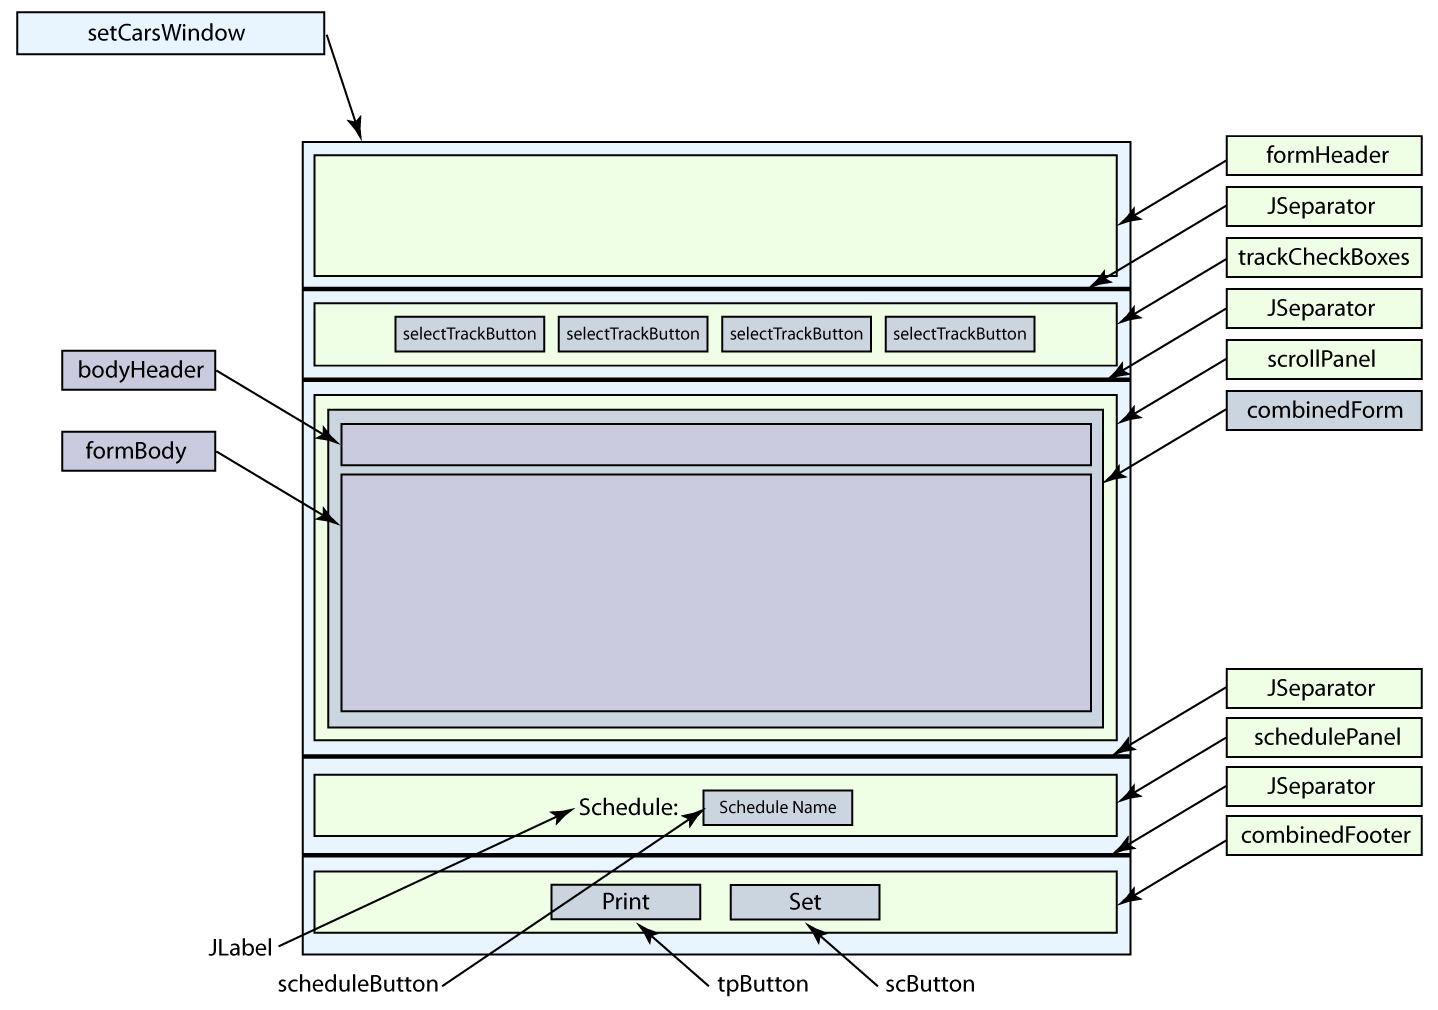 setCarsWindow
formHeader
JSeparator
trackCheckBoxes
JSeparator
selectTrackButton
selectTrackButton
selectTrackButton
selectTrackButton
scrollPanel
bodyHeader
combinedForm
formBody
JSeparator
schedulePanel
JSeparator
Schedule:
Schedule Name
combinedFooter
Print
Set
JLabel
scheduleButton
tpButton
scButton